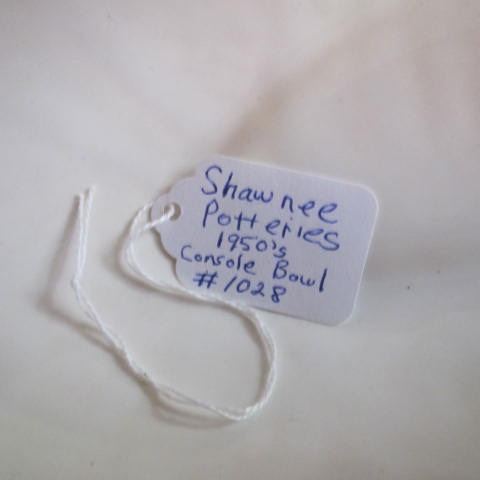 Shawnee
Potteries
1950's
Console Bowl
#1028